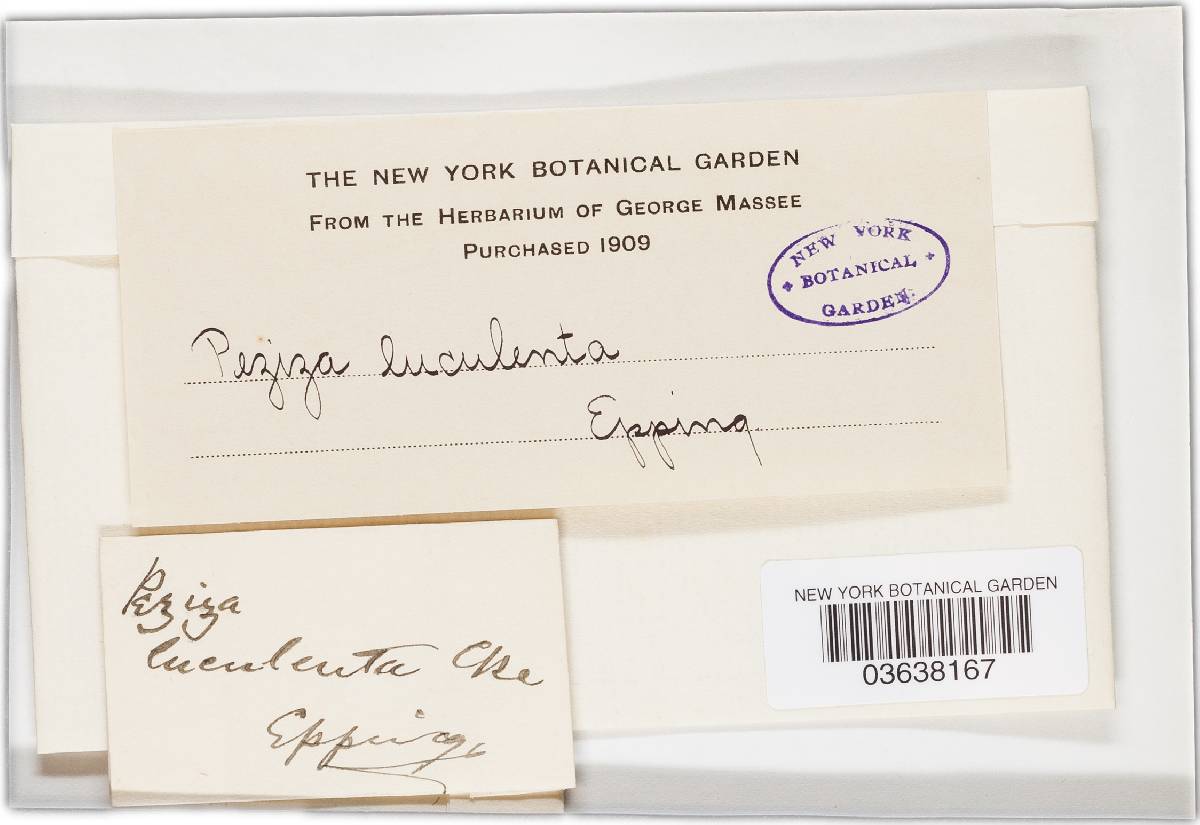 THE NEW YORK BOTANICAL GARDEN
FROM THE HERBARIUM OF GEORGE MASSEE
PURCHASED 1909
NEW YORK
BOTANICAL
GARDEN.
Peziza luculenta
Epping
Peziza
luculenta Cke
Epping,
NEW YORK BOTANICAL GARDEN
03638167